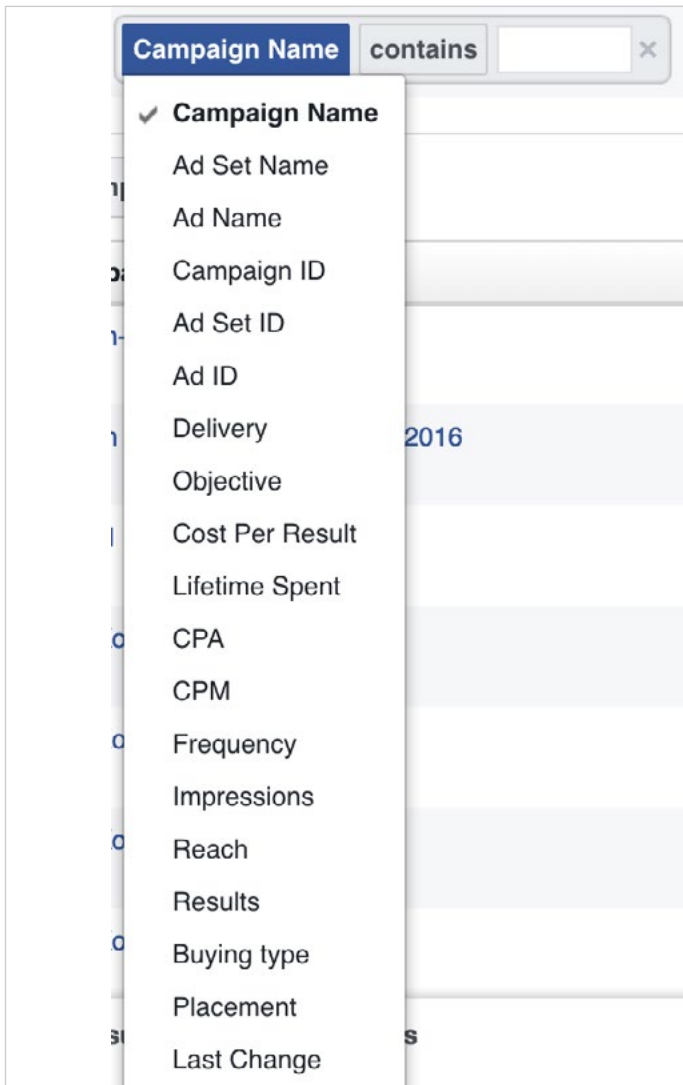 Campaign Name contains ×
Campaign Name
Ad Set Name
Ad Name
Campaign ID
Ad Set ID
Ad ID
Delivery
2016
Objective
Cost Per Result
Lifetime Spent
CPA
CPM
Frequency
Impressions
Reach
Results
Buying type
Placement
Last Change